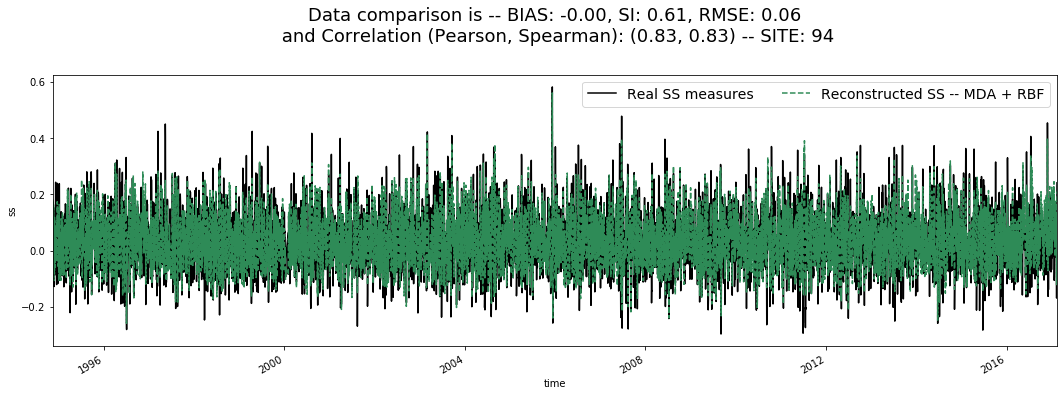 Data comparison is -- BIAS: -0.00, SI: 0.61, RMSE: 0.06
and Correlation (Pearson, Spearman): (0.83, 0.83) -- SITE: 94
Real SS measures
Reconstructed SS -- MDA + RBF
0.6
0.4
0.2
0.0
−0.2
ss
1996
2000
2004
2008
2012
2016
time